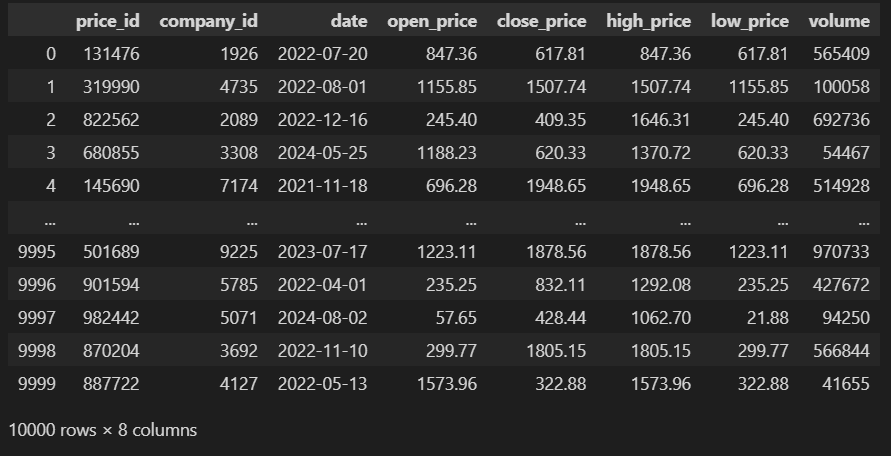 price_id company_id date open_price close_price high_price low_price volume
0 131476 1926 2022-07-20 847.36 617.81 847.36 617.81 565409
1 319990 4735 2022-08-01 1155.85 1507.74 1507.74 1155.85 100058
2 822562 2089 2022-12-16 245.40 409.35 1646.31 245.40 692736
3 680855 3308 2024-05-25 1188.23 620.33 1370.72 620.33 54467
4 145690 7174 2021-11-18 696.28 1948.65 1948.65 696.28 514928
... ... ... ... ... ... ... ... ...
9995 501689 9225 2023-07-17 1223.11 1878.56 1878.56 1223.11 970733
9996 901594 5785 2022-04-01 235.25 832.11 1292.08 235.25 427672
9997 982442 5071 2024-08-02 57.65 428.44 1062.70 21.88 94250
9998 870204 3692 2022-11-10 299.77 1805.15 1805.15 299.77 566844
9999 887722 4127 2022-05-13 1573.96 322.88 1573.96 322.88 41655
10000 rows × 8 columns